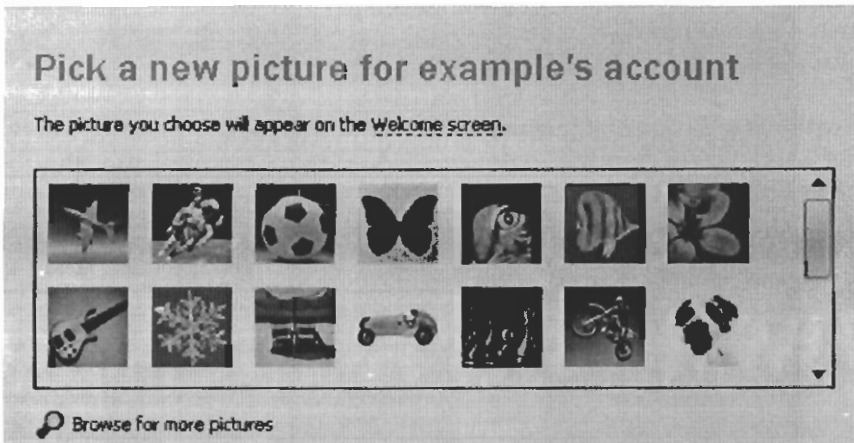 Pick a new picture for example's account
The picture you choose will appear on the Welcome screen.
Browse for more pictures